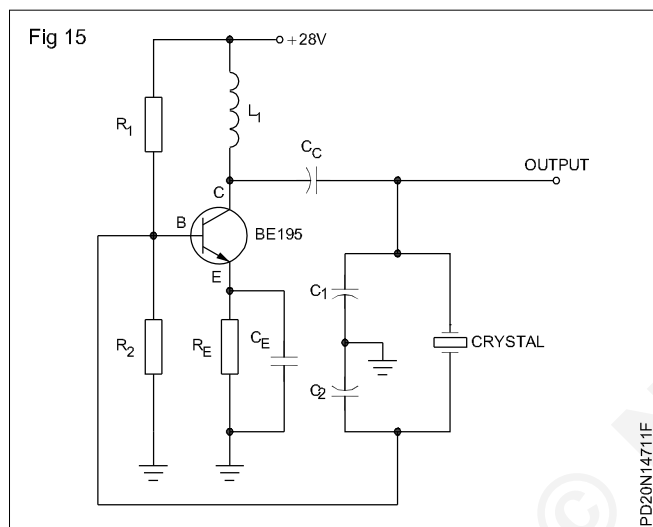 Fig 15
+28V
L1
R1
CC
OUTPUT
C
B
BE195
E
C1
R2
RE
CE
CRYSTAL
C2
PD20N14711F
©